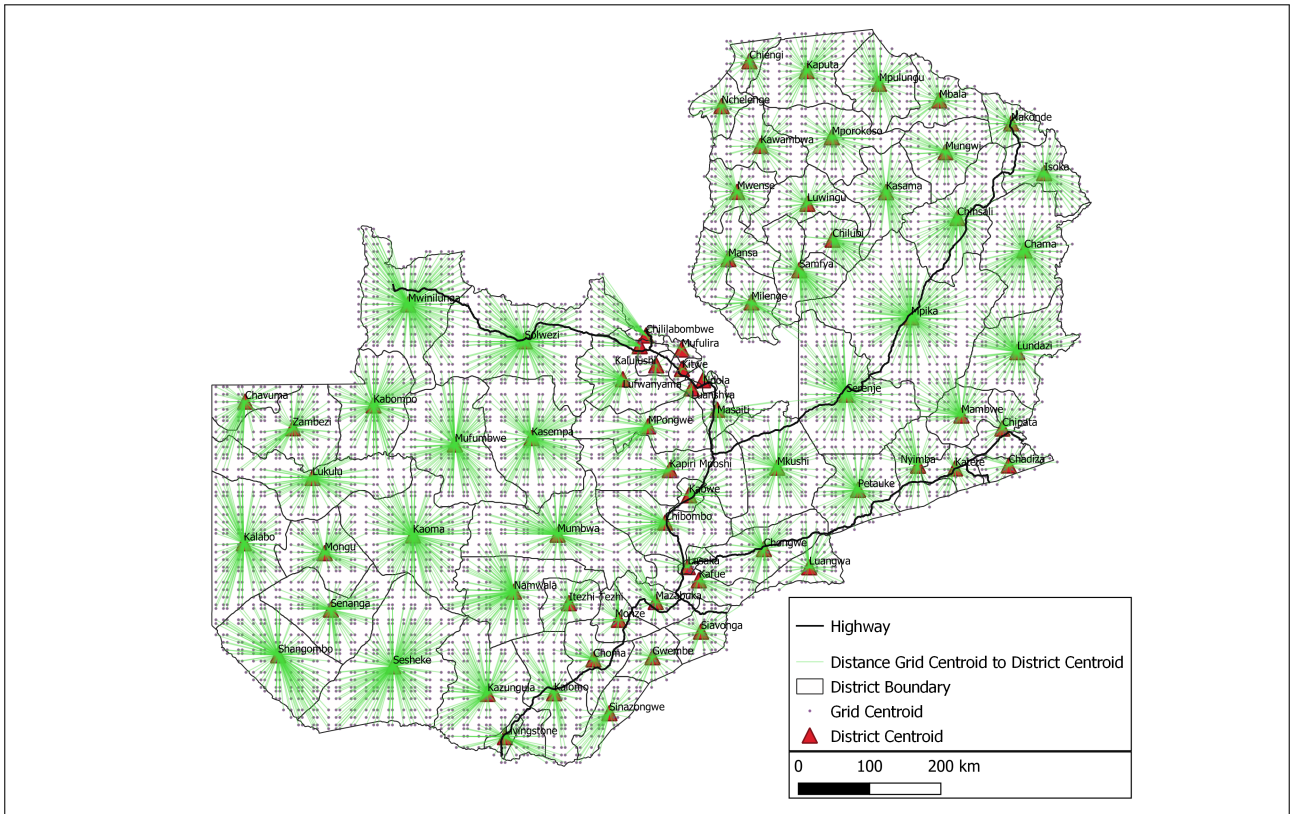 Chiengi
Kaputa
Mpulungu
Mbala
Nchelenge
Nakonde
Mporokoso
Kawambwa
Mungwi
Isoka
Mwense
Kasama
Luwingu
Chinsali
Chilubi
Chama
Mansa
Samfya
Mwinilunga
Milenge
Mpika
Solwezi
Chililabombwe
Mufulira
Lundazi
Kalulushi
Kitwe
Lufwanyama
Ndola
Luanshya
Serenje
Chavuma
Kabompo
Masaiti
Mambwe
Zambezi
Mufumbwe
Kasempa
MPongwe
Chipata
Kapiri Mposhi
Mkushi
Nyimba
Katete
Chadiza
Lukulu
Kabwe
Petauke
Chibombo
Kalabo
Mongu
Kaoma
Mumbwa
Chongwe
Lusaka
Luangwa
Kafue
Namwala
Itezhi-Tezhi
Mazabuka
Senanga
Monze
Siavonga
Shangombo
Sesheke
Choma
Gwembe
Kazungula
Kalomo
Sinazongwe
Livingstone
Highway
Distance Grid Centroid to District Centroid
District Boundary
Grid Centroid
District Centroid
0 100 200 km